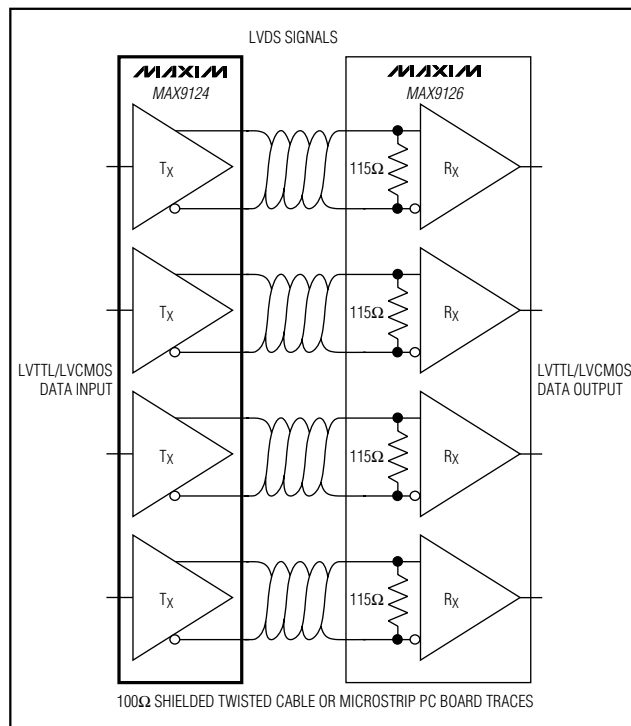 LVDS SIGNALS
MAXIM
MAX9124
MAXIM
MAX9126
TX
115Ω
RX
TX
115Ω
RX
LVTTL/LVCMOS
DATA INPUT
LVTTL/LVCMOS
DATA OUTPUT
TX
115Ω
RX
TX
115Ω
RX
100Ω SHIELDED TWISTED CABLE OR MICROSTRIP PC BOARD TRACES